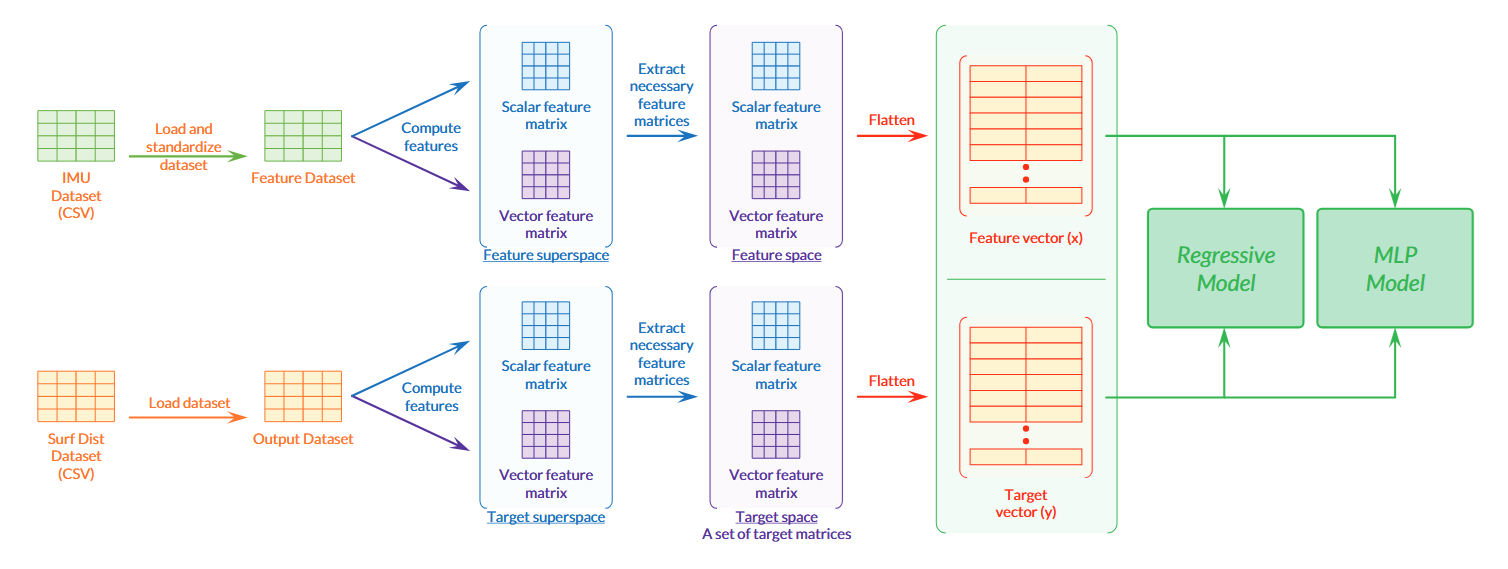 Load and
standardize
dataset
IMU
Dataset
(CSV)
Feature Dataset
Compute
features
Scalar feature
matrix
Vector feature
matrix
Feature superspace
Extract
necessary
feature
matrices
Scalar feature
matrix
Vector feature
matrix
Feature space
Flatten
Feature vector (x)
Regressive
Model
MLP
Model
Load dataset
Surf Dist
Dataset
(CSV)
Output Dataset
Compute
features
Scalar feature
matrix
Vector feature
matrix
Target superspace
Extract
necessary
feature
matrices
Scalar feature
matrix
Vector feature
matrix
Target space
A set of target matrices
Flatten
Target
vector (y)